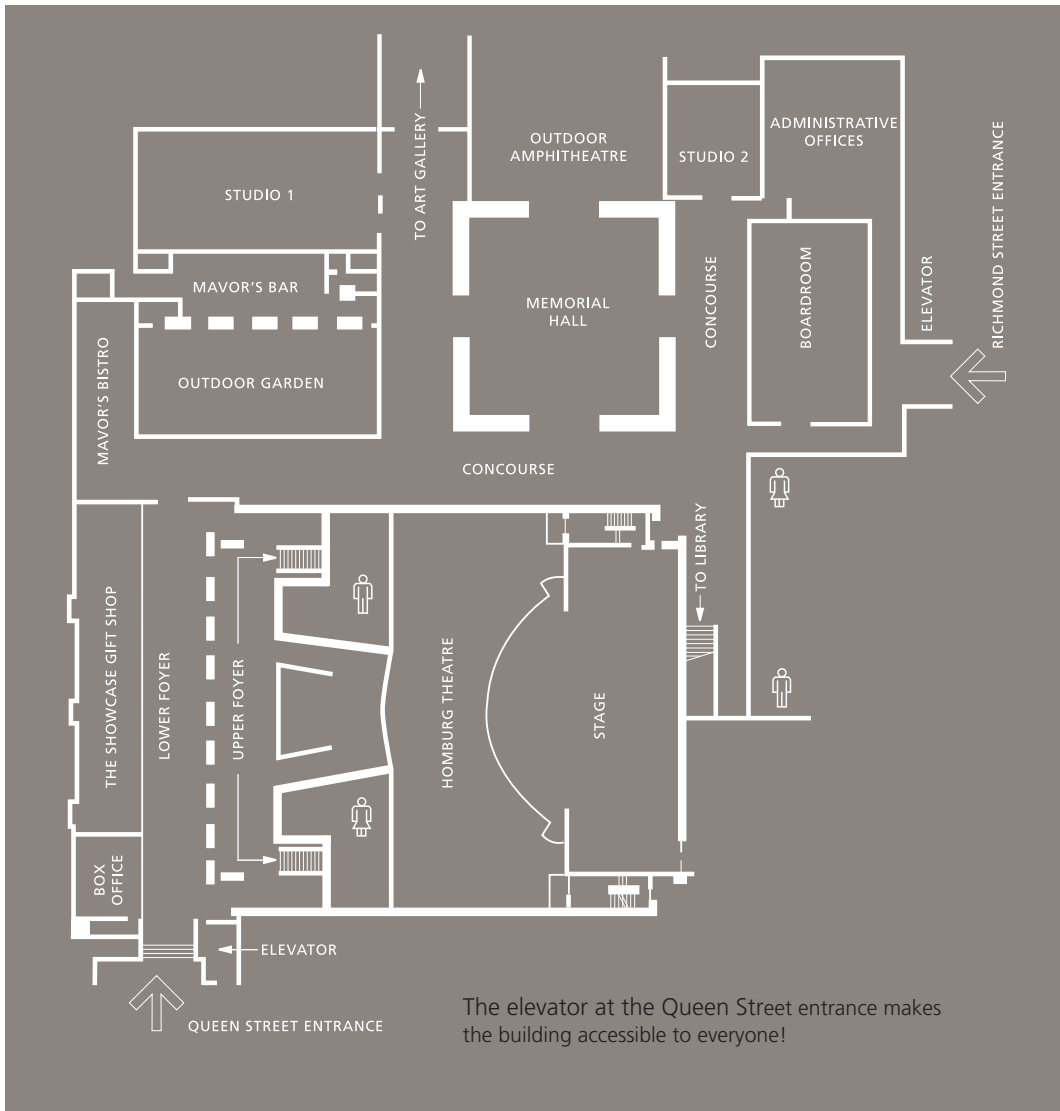 TO ART GALLERY
OUTDOOR
AMPHITHEATRE
STUDIO 2
ADMINISTRATIVE
OFFICES
STUDIO 1
RICHMOND STREET ENTRANCE
ELEVATOR
CONCOURSE
BOARDROOM
MAVOR'S BAR
MEMORIAL
HALL
MAVOR'S BISTRO
OUTDOOR GARDEN
CONCOURSE
TO LIBRARY
THE SHOWCASE GIFT SHOP
LOWER FOYER
UPPER FOYER
HOMBURG THEATRE
STAGE
BOX
OFFICE
ELEVATOR
QUEEN STREET ENTRANCE
The elevator at the Queen Street entrance makes
the building accessible to everyone!